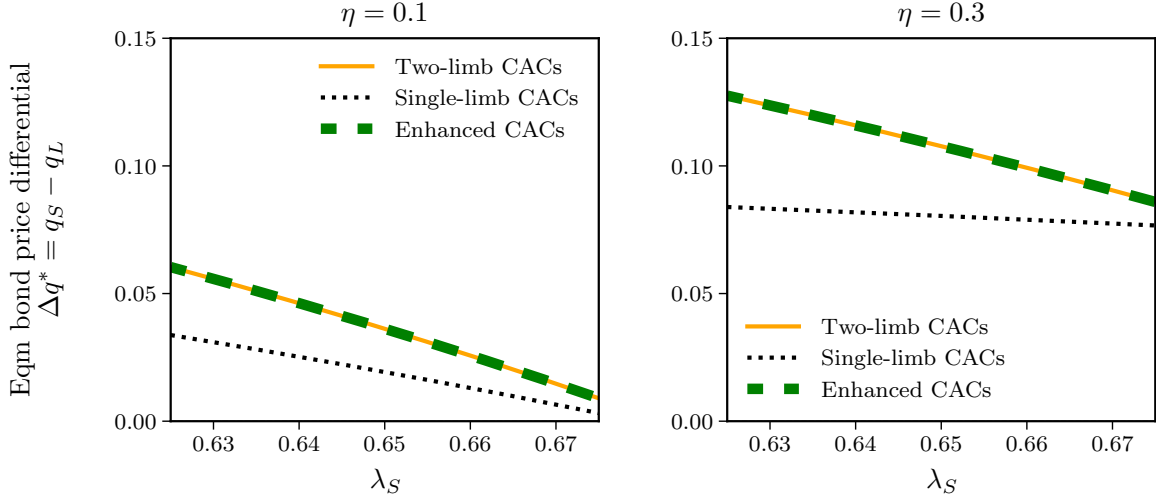 η = 0.1
Eqm bond price differential
Δq* = q_S − q_L
0.15
0.10
0.05
0.00
Two-limb CACs
Single-limb CACs
Enhanced CACs
0.63 0.64 0.65 0.66 0.67
λ_S
η = 0.3
0.15
0.10
0.05
0.00
Two-limb CACs
Single-limb CACs
Enhanced CACs
0.63 0.64 0.65 0.66 0.67
λ_S